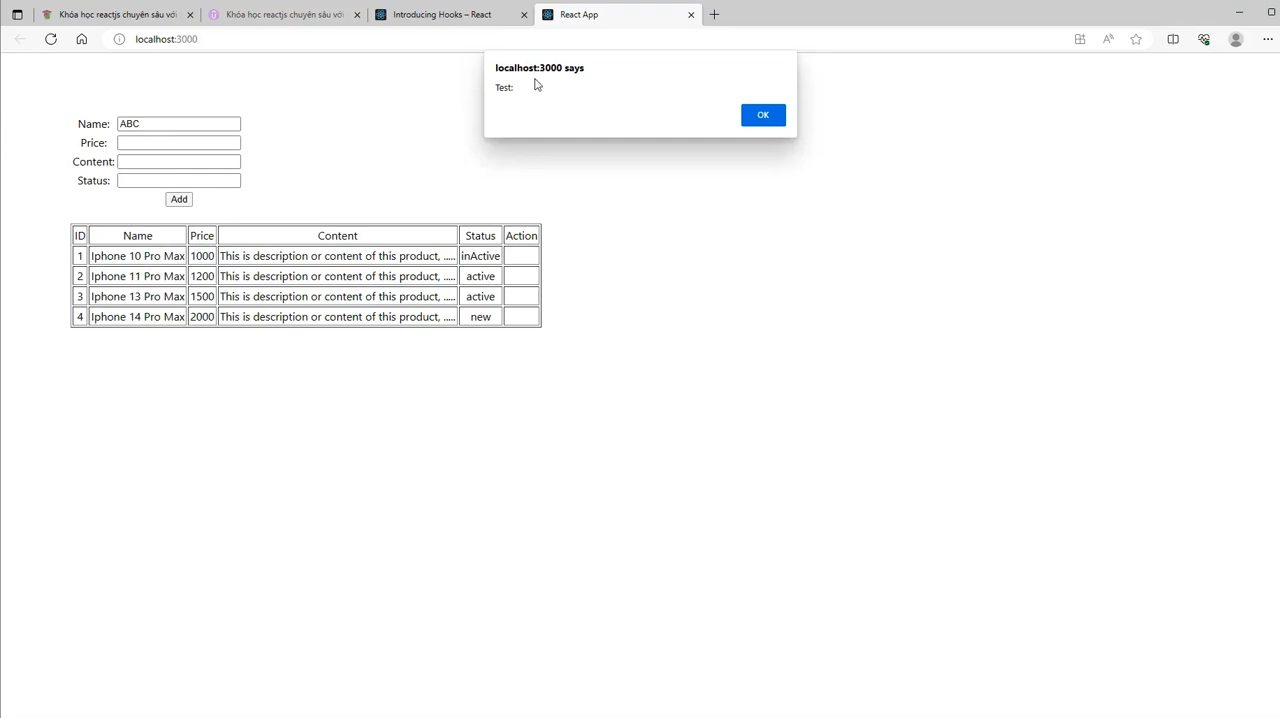 Khóa học reactjs chuyên sâu với
Khóa học reactjs chuyên sâu với
Introducing Hooks – React
React App
localhost:3000
localhost:3000 says
Test:
OK
Name: ABC
Price:
Content:
Status:
Add
ID Name Price Content Status Action
1 Iphone 10 Pro Max 1000 This is description or content of this product, ..... inActive
2 Iphone 11 Pro Max 1200 This is description or content of this product, ..... active
3 Iphone 13 Pro Max 1500 This is description or content of this product, ..... active
4 Iphone 14 Pro Max 2000 This is description or content of this product, ..... new